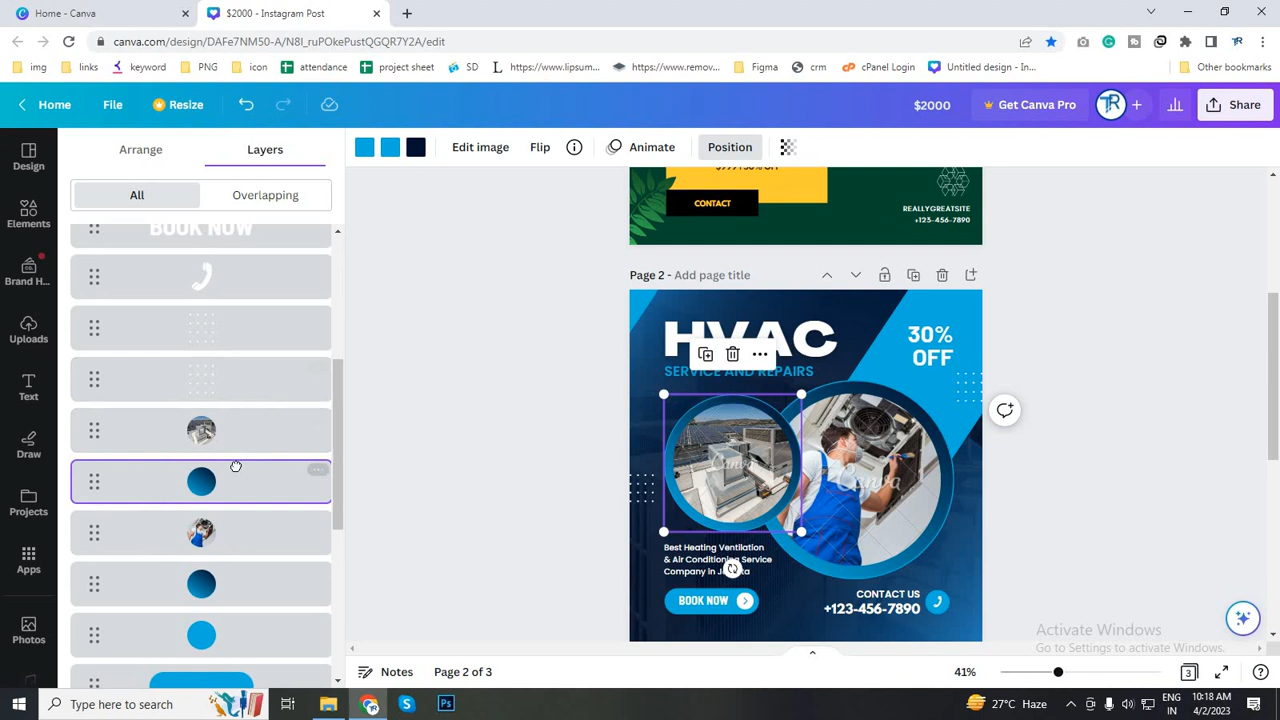 Home - Canva
$2000 - Instagram Post
canva.com/design/DAFe7NM50-A/N8I_ruPOkePustQGQR7Y2A/edit
img
links
keyword
PNG
icon
attendance
project sheet
SD
https://www.lipsum...
https://www.remov...
Figma
crm
cPanel Login
Untitled design - In...
Other bookmarks
Home
File
Resize
$2000
Get Canva Pro
TR
Share
Design
Elements
Brand H...
Uploads
Text
Draw
Projects
Apps
Photos
Arrange
Layers
All
Overlapping
BOOK NOW
Edit image
Flip
Animate
Position
CONTACT
REALLYGREATSITE
+123-456-7890
Page 2 - Add page title
HVAC
SERVICE AND REPAIRS
30%
OFF
Canva
Canva
Best Heating Ventilation
& Air Conditioning Service
BOOK NOW
CONTACT US
+123-456-7890
Activate Windows
Go to Settings to activate Windows.
Notes
Page 2 of 3
41%
3
Type here to search
27°C Haze
ENG
IN
10:18 AM
4/2/2023